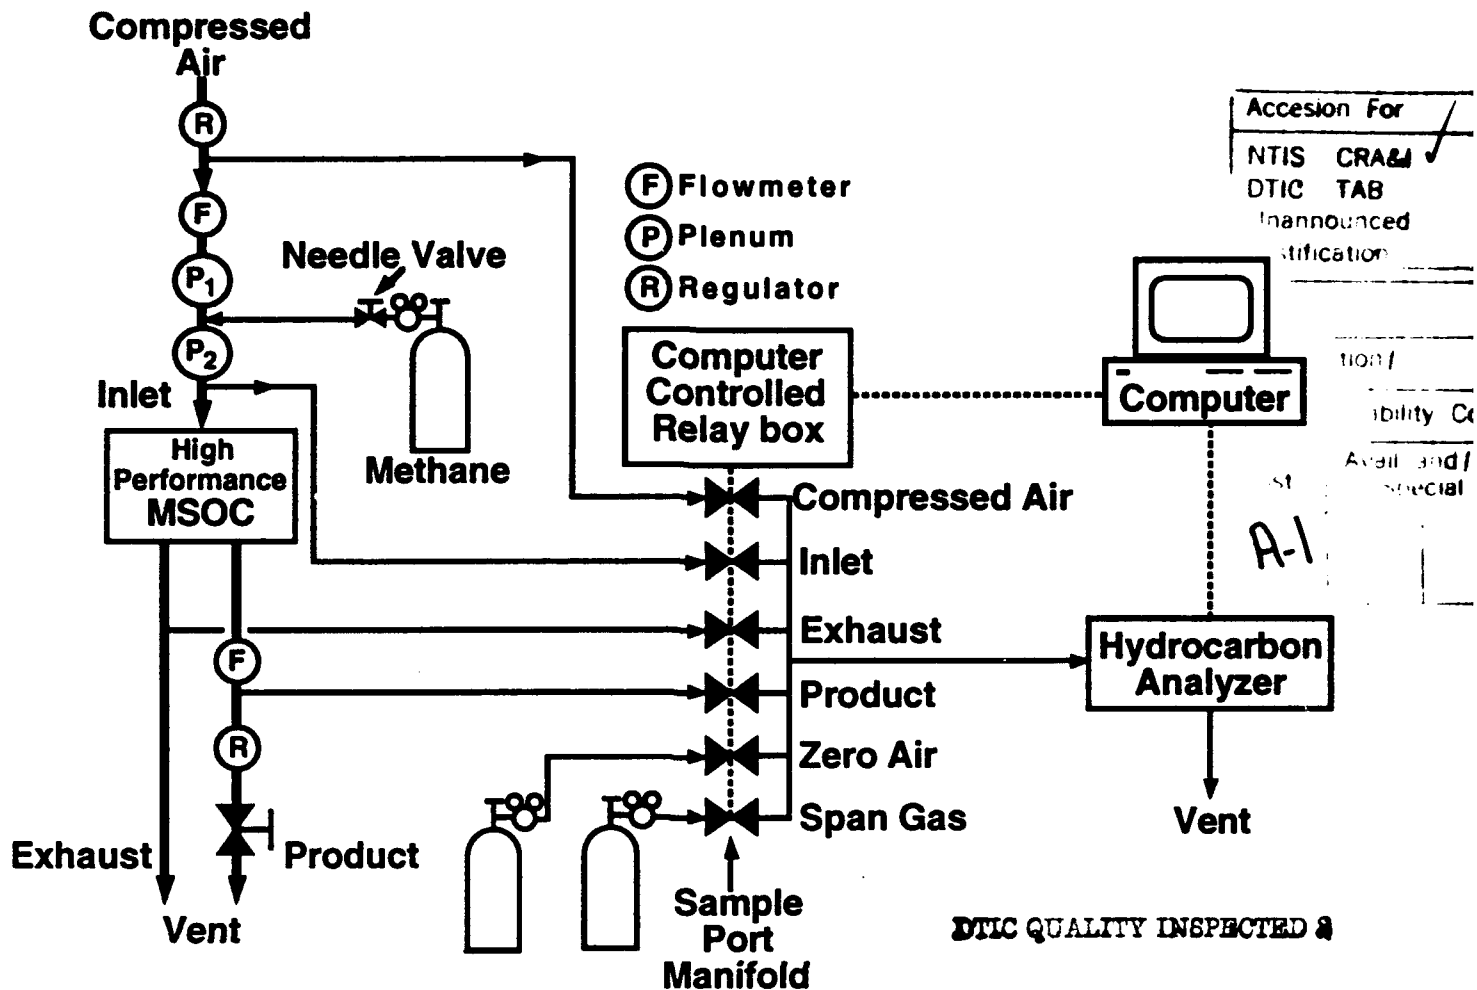 Compressed
Air
R
F
P1
P2
Needle Valve
Methane
Inlet
High
Performance
MSOC
F
R
Exhaust
Product
Vent
F Flowmeter
P Plenum
R Regulator
Computer
Controlled
Relay box
Compressed Air
Inlet
Exhaust
Product
Zero Air
Span Gas
Sample
Port
Manifold
Computer
Hydrocarbon
Analyzer
Vent
Accesion For
NTIS CRA&I
DTIC TAB
A-1
DTIC QUALITY INSPECTED